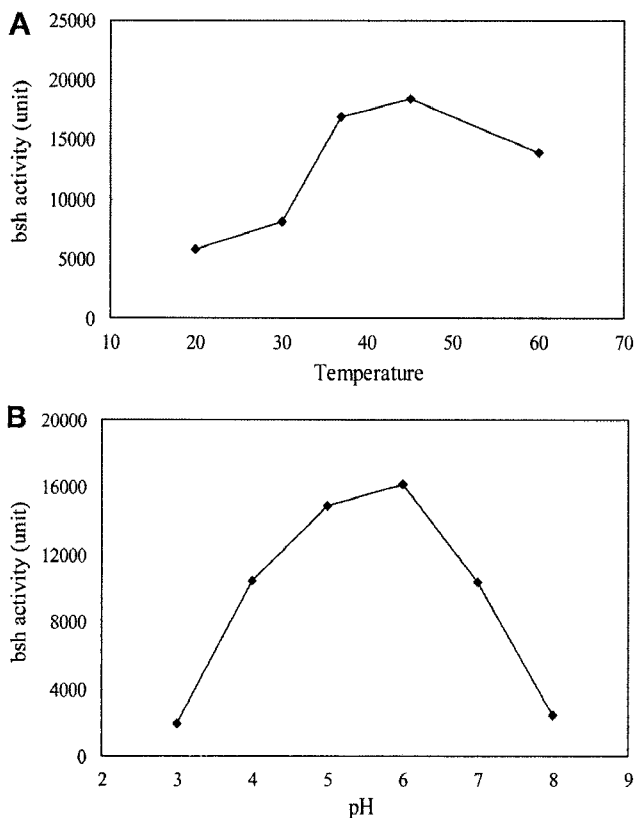 A
25000
20000
15000
10000
5000
0
bsh activity (unit)
10 20 30 40 50 60 70
Temperature
B
20000
16000
12000
8000
4000
0
bsh activity (unit)
2 3 4 5 6 7 8 9
pH